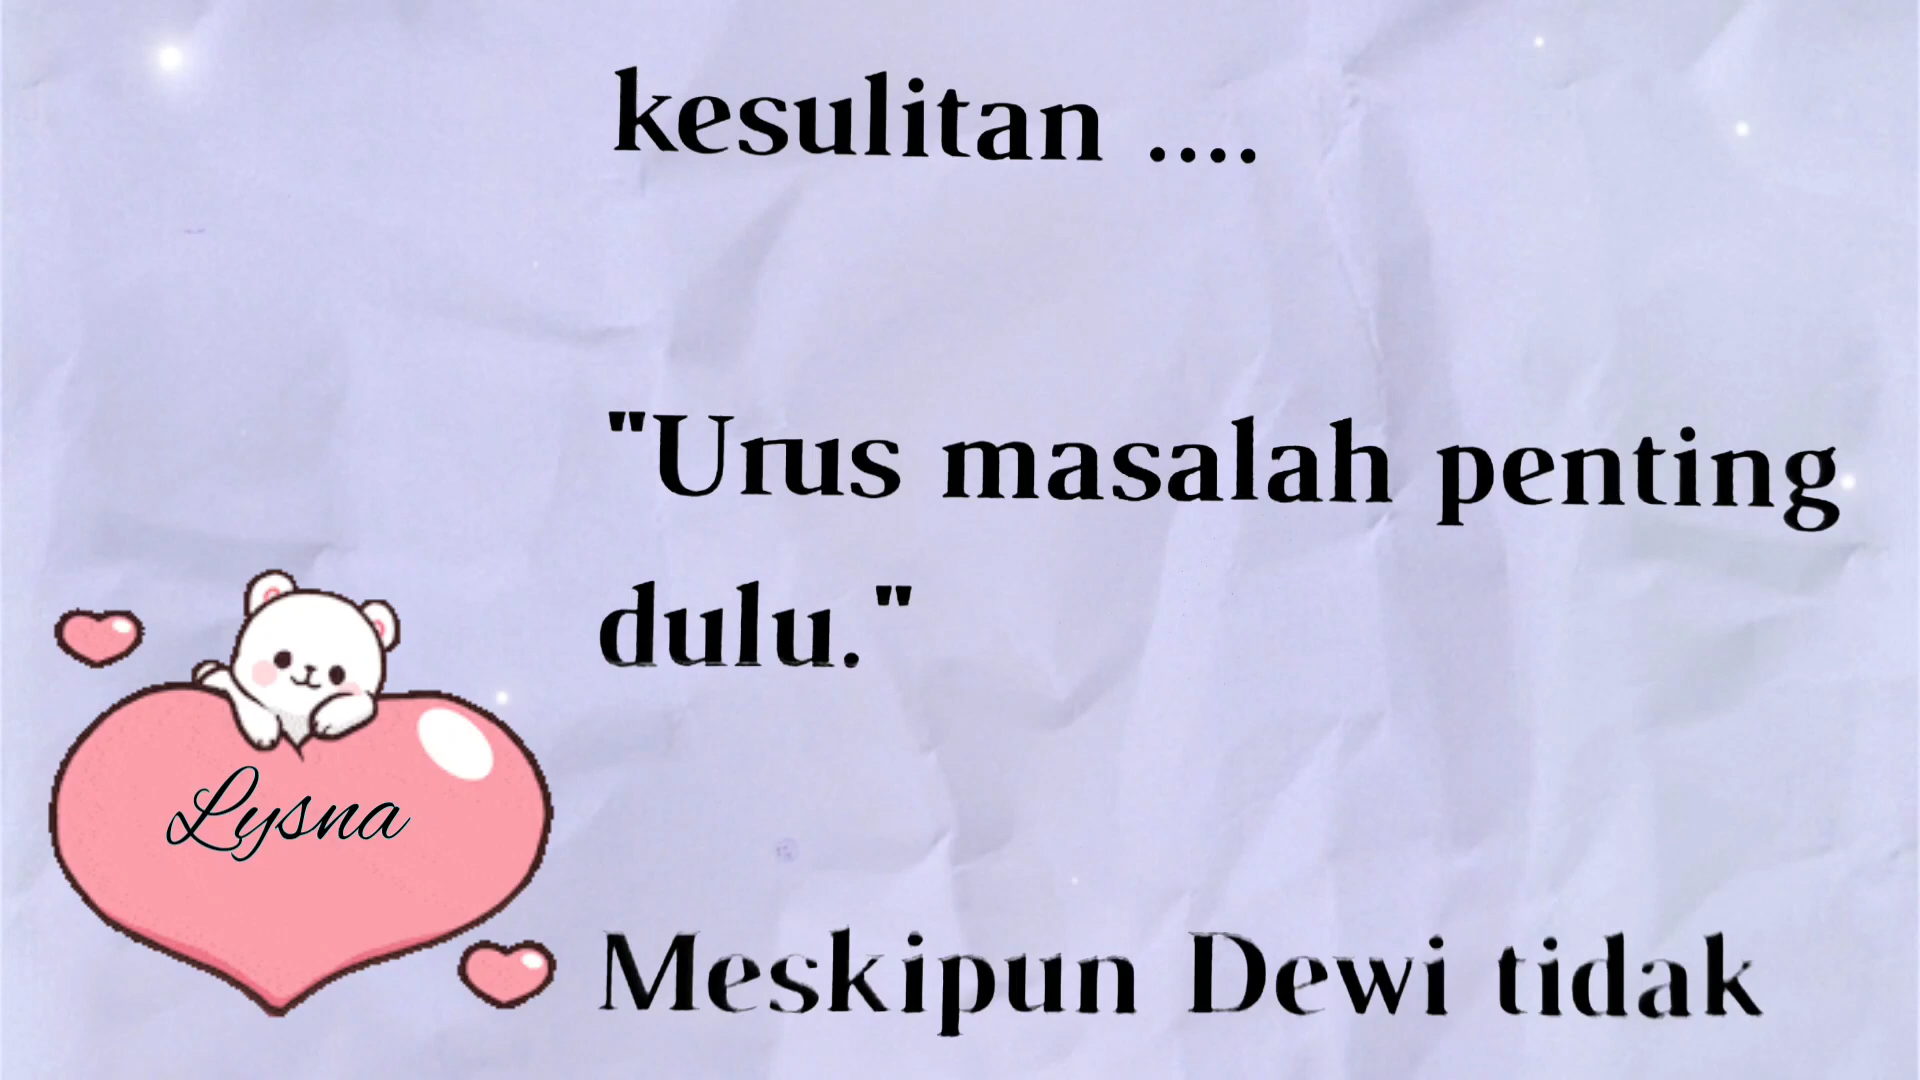 kesulitan ....
"Urus masalah penting
dulu."
Lysna
Meskipun Dewi tidak